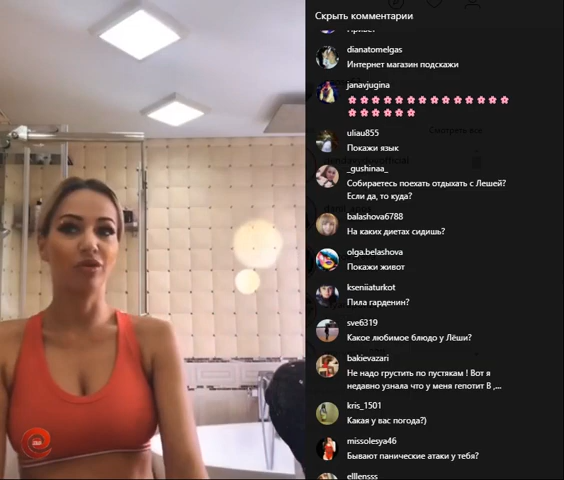 Скрыть комментарии
dianatomelgas
Интернет магазин подскажи
janavjugina
🌸🌸🌸🌸🌸🌸🌸🌸🌸🌸🌸🌸🌸🌸
🌸🌸🌸🌸🌸🌸
uliau855
Смотреть все
Покажи язык
_gushinaa_
Собираетесь поехать отдыхать с Лешей?
Если да, то куда?
balashova6788
На каких диетах сидишь?
olga.belashova
Покажи живот
kseniiaturkot
Пила гарденин?
sve6319
Какое любимое блюдо у Лёши?
bakievazari
Не надо грустить по пустякам ! Вот я
недавно узнала что у меня гепотит В ,...
kris_1501
Какая у вас погода?)
missolesya46
Бывают панические атаки у тебя?
elllensss